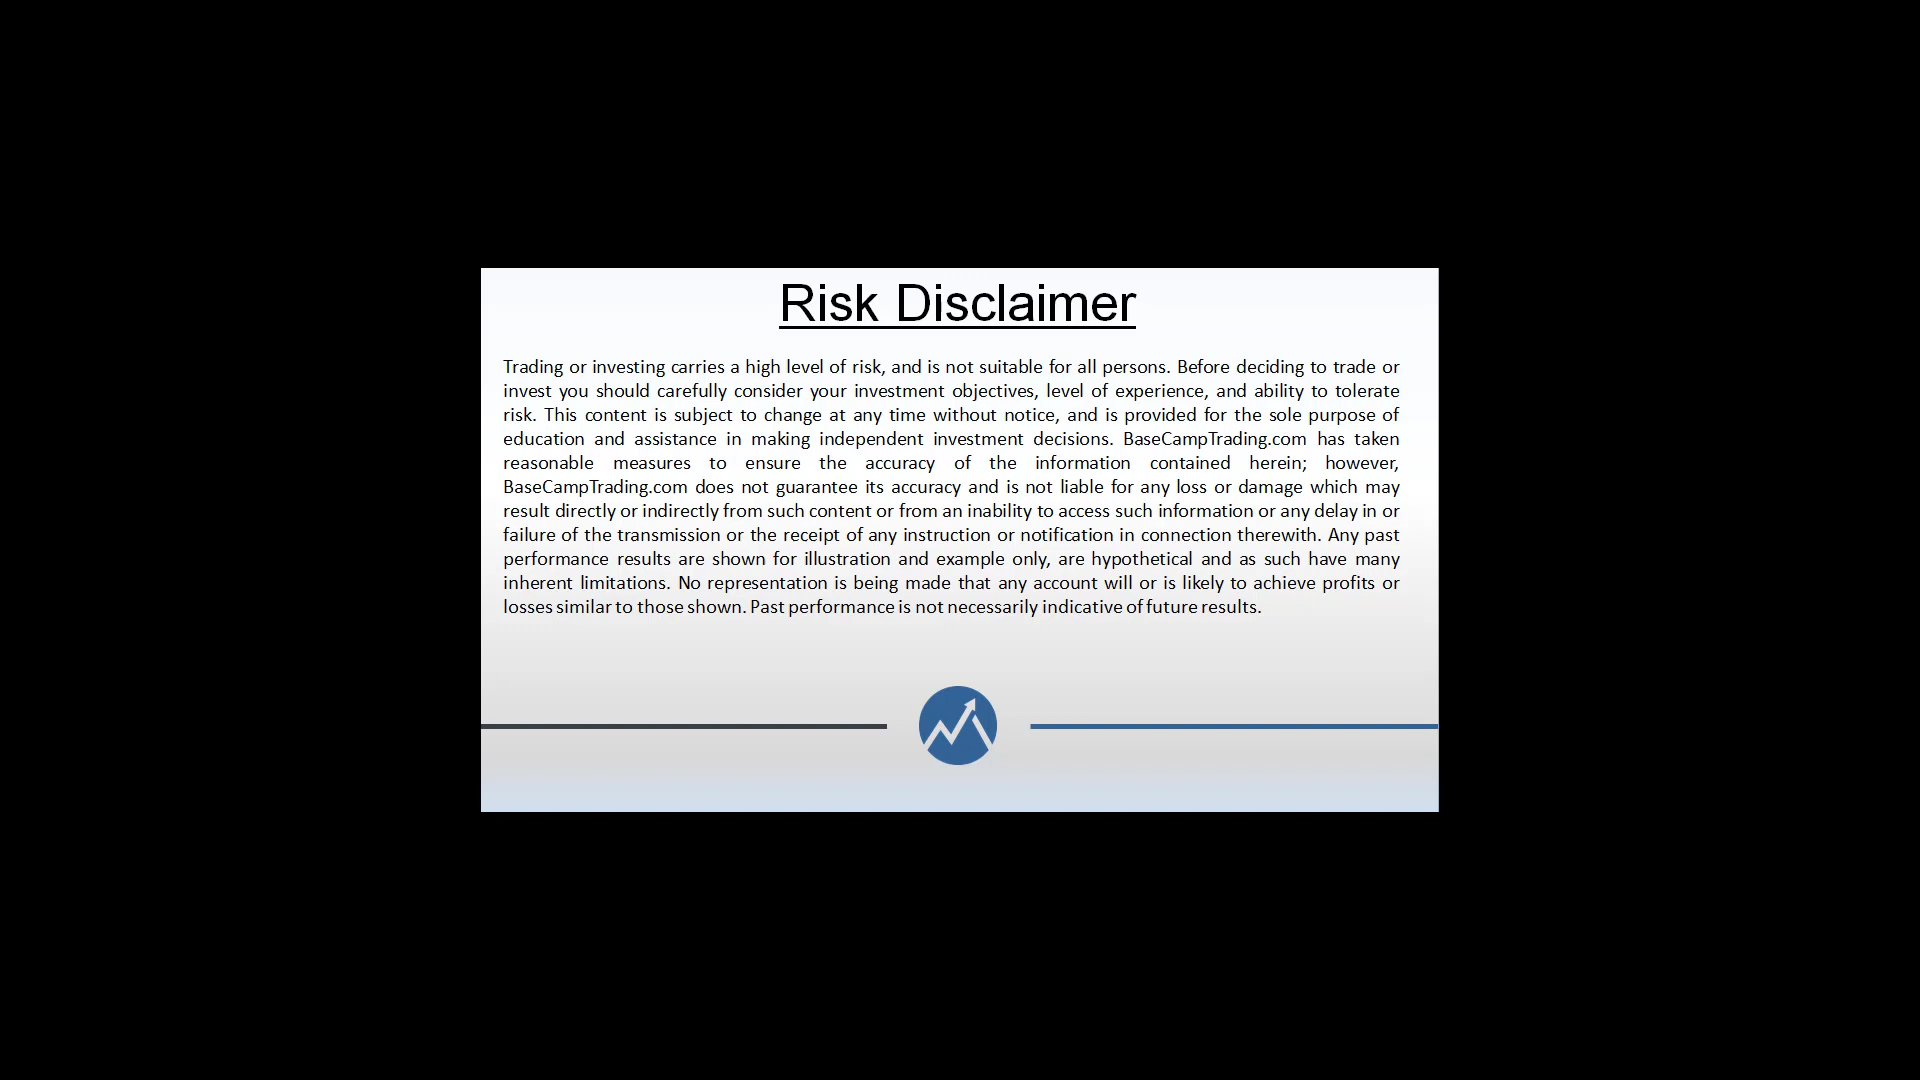 Risk Disclaimer
Trading or investing carries a high level of risk, and is not suitable for all persons. Before deciding to trade or
invest you should carefully consider your investment objectives, level of experience, and ability to tolerate
risk. This content is subject to change at any time without notice, and is provided for the sole purpose of
education and assistance in making independent investment decisions. BaseCampTrading.com has taken
reasonable measures to ensure the accuracy of the information contained herein; however,
BaseCampTrading.com does not guarantee its accuracy and is not liable for any loss or damage which may
result directly or indirectly from such content or from an inability to access such information or any delay in or
failure of the transmission or the receipt of any instruction or notification in connection therewith. Any past
performance results are shown for illustration and example only, are hypothetical and as such have many
inherent limitations. No representation is being made that any account will or is likely to achieve profits or
losses similar to those shown. Past performance is not necessarily indicative of future results.